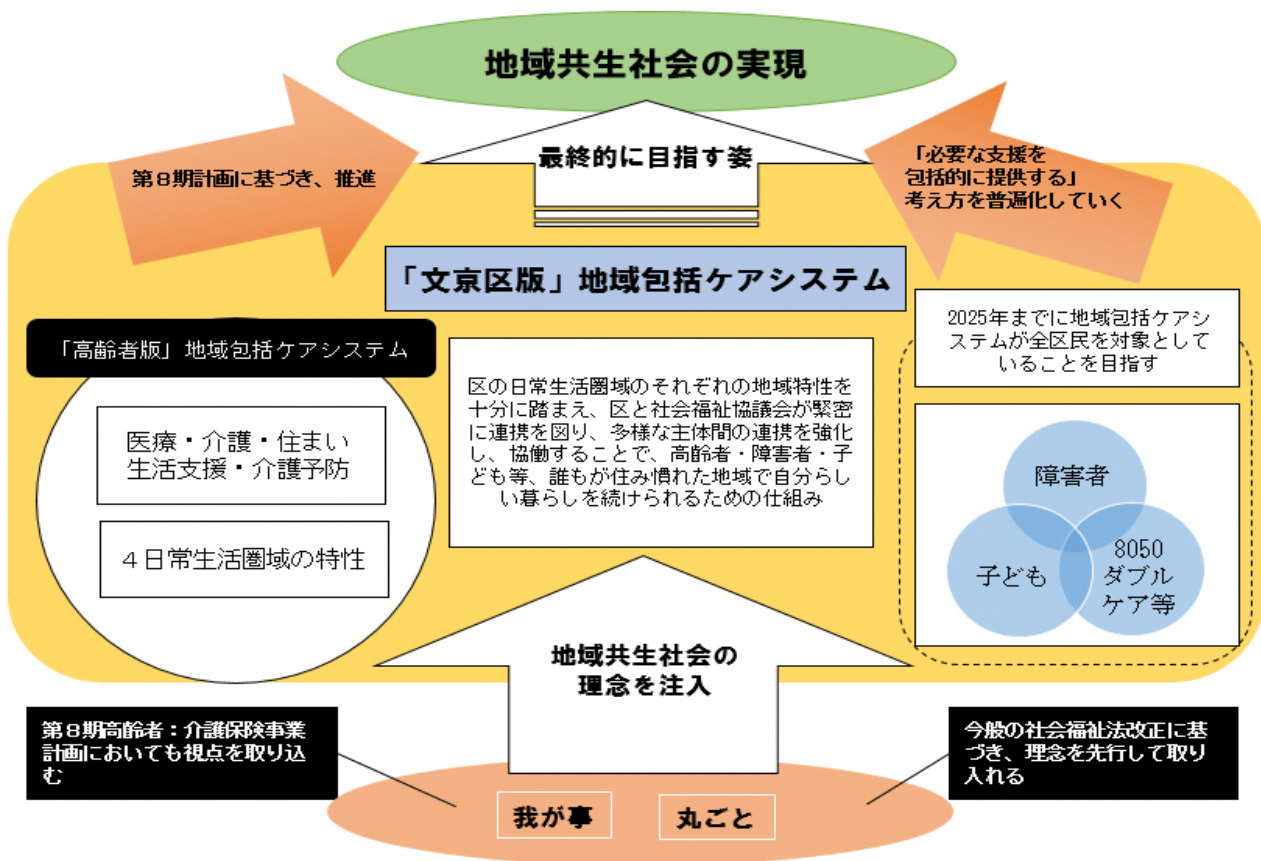 地域共生社会の実現
最終的に目指す姿
第８期計画に基づき、推進
「必要な支援を
包括的に提供する」
考え方を普遍化していく
「文京区版」地域包括ケアシステム
「高齢者版」地域包括ケアシステム
医療・介護・住まい
生活支援・介護予防
４日常生活圏域の特性
区の日常生活圏域のそれぞれの地域特性を
十分に踏まえ、区と社会福祉協議会が緊密
に連携を図り、多様な主体間の連携を強化
し、協働することで、高齢者・障害者・子
ども等、誰もが住み慣れた地域で自分らし
い暮らしを続けられるための仕組み
2025年までに地域包括ケアシ
ステムが全区民を対象として
いることを目指す
障害者
子ども
8050
ダブル
ケア等
地域共生社会の
理念を注入
第８期高齢者：介護保険事業
計画においても視点を取り込
む
今般の社会福祉法改正に基
づき、理念を先行して取り
入れる
我が事
丸ごと